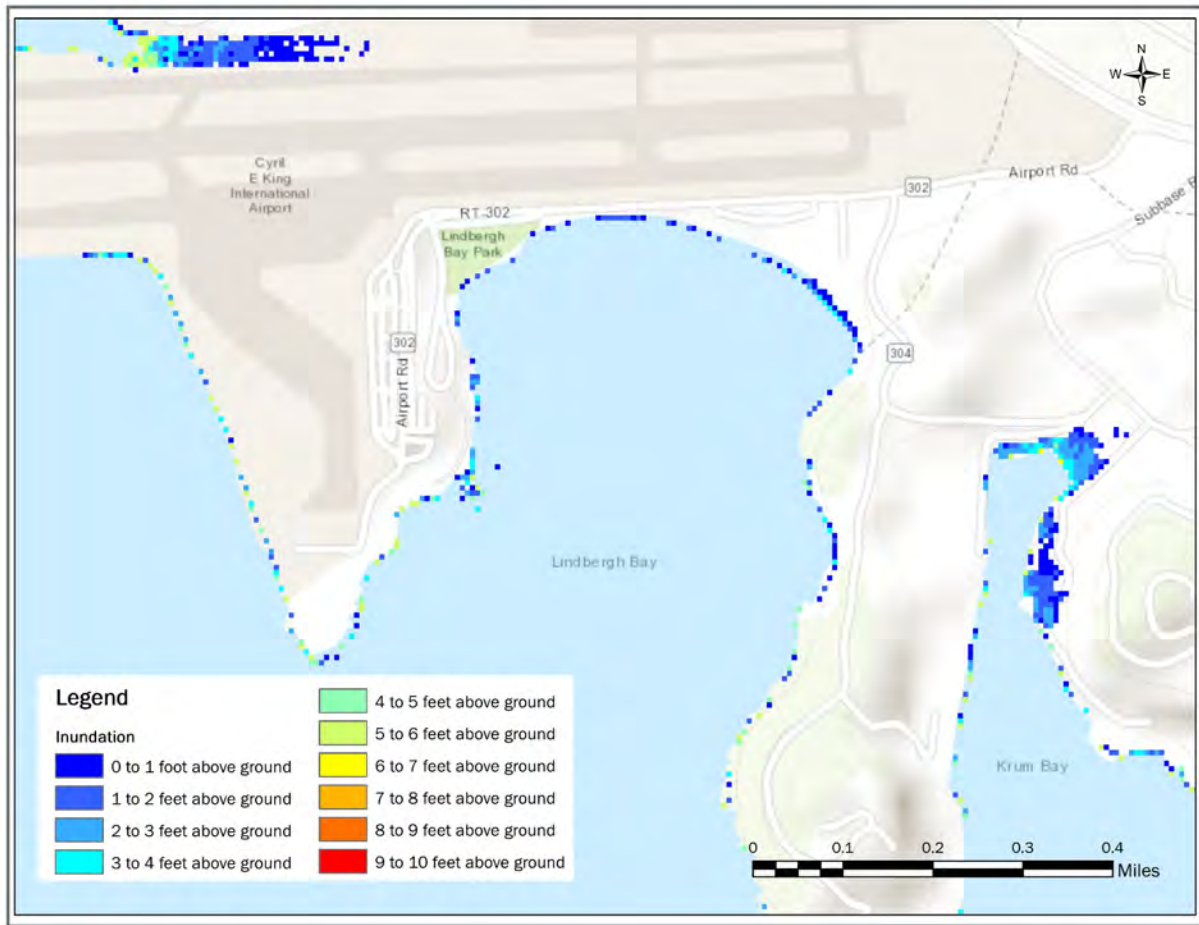 N
W E
S
Cyril
E King
International
Airport
Airport Rd
302
Subbase
RT 302
Lindbergh
Bay Park
302
Airport Rd
304
Lindbergh Bay
Krum Bay
Legend
Inundation
0 to 1 foot above ground
1 to 2 feet above ground
2 to 3 feet above ground
3 to 4 feet above ground
4 to 5 feet above ground
5 to 6 feet above ground
6 to 7 feet above ground
7 to 8 feet above ground
8 to 9 feet above ground
9 to 10 feet above ground
0 0.1 0.2 0.3 0.4
Miles